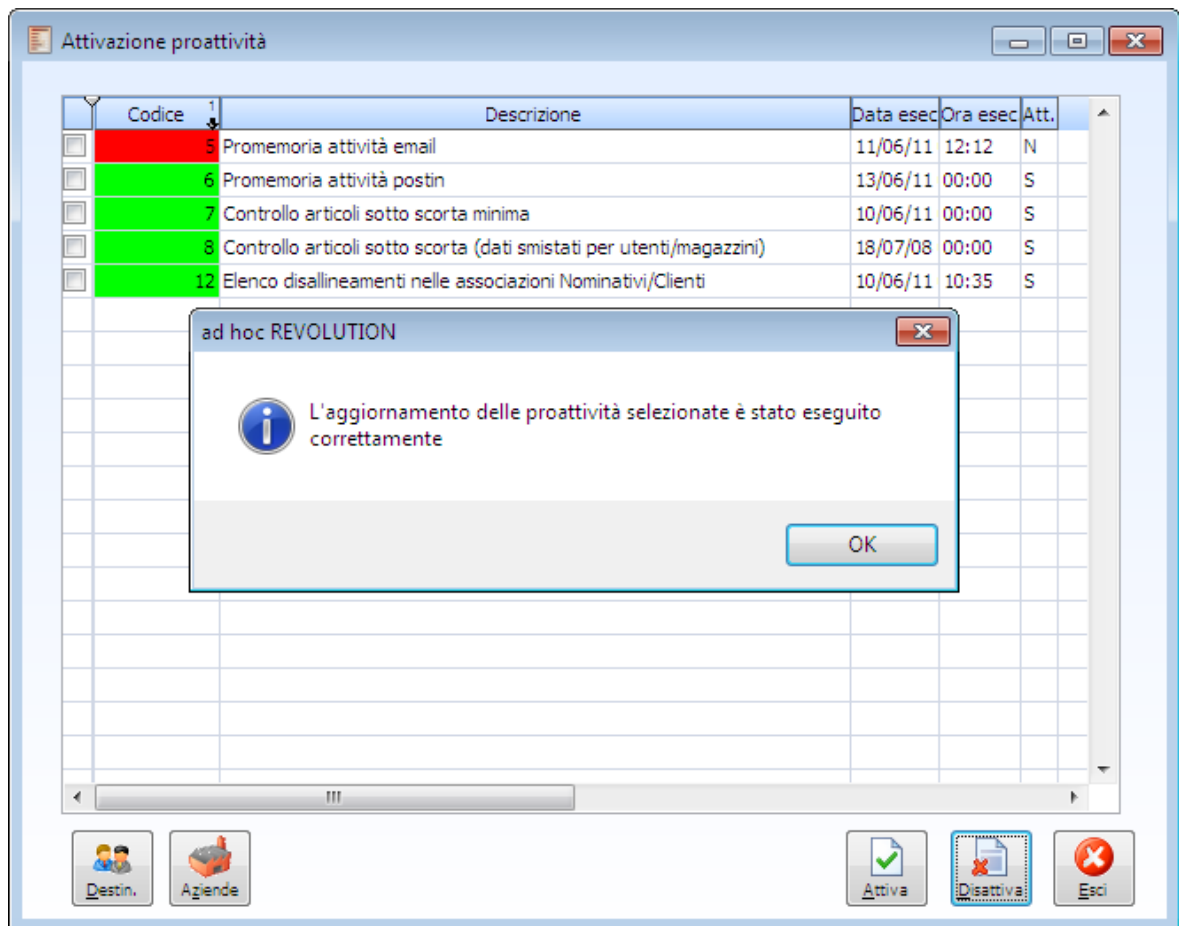 Attivazione proattività
Codice 1 Descrizione Data esec Ora esec Att.
5 Promemoria attività email 11/06/11 12:12 N
6 Promemoria attività postin 13/06/11 00:00 S
7 Controllo articoli sotto scorta minima 10/06/11 00:00 S
8 Controllo articoli sotto scorta (dati smistati per utenti/magazzini) 18/07/08 00:00 S
12 Elenco disallineamenti nelle associazioni Nominativi/Clienti 10/06/11 10:35 S
ad hoc REVOLUTION
L'aggiornamento delle proattività selezionate è stato eseguito
correttamente
OK
Destin. Aziende Attiva Disattiva Esci